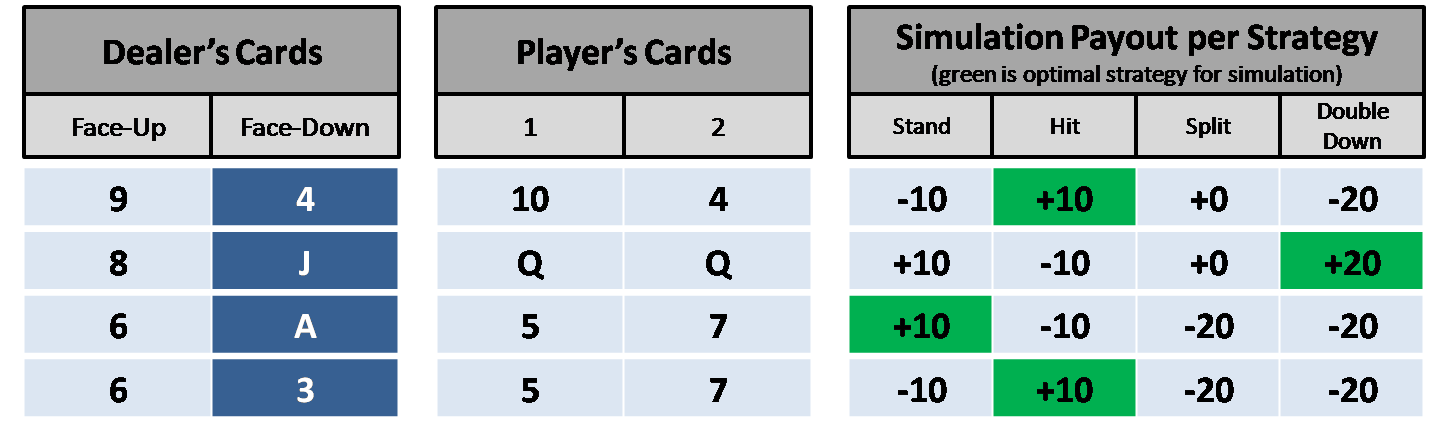 Dealer's Cards Player's Cards Simulation Payout per Strategy
(green is optimal strategy for simulation)
Face-Up Face-Down 1 2 Stand Hit Split Double Down
9 4 10 4 -10 +10 +0 -20
8 J Q Q +10 -10 +0 +20
6 A 5 7 +10 -10 -20 -20
6 3 5 7 -10 +10 -20 -20